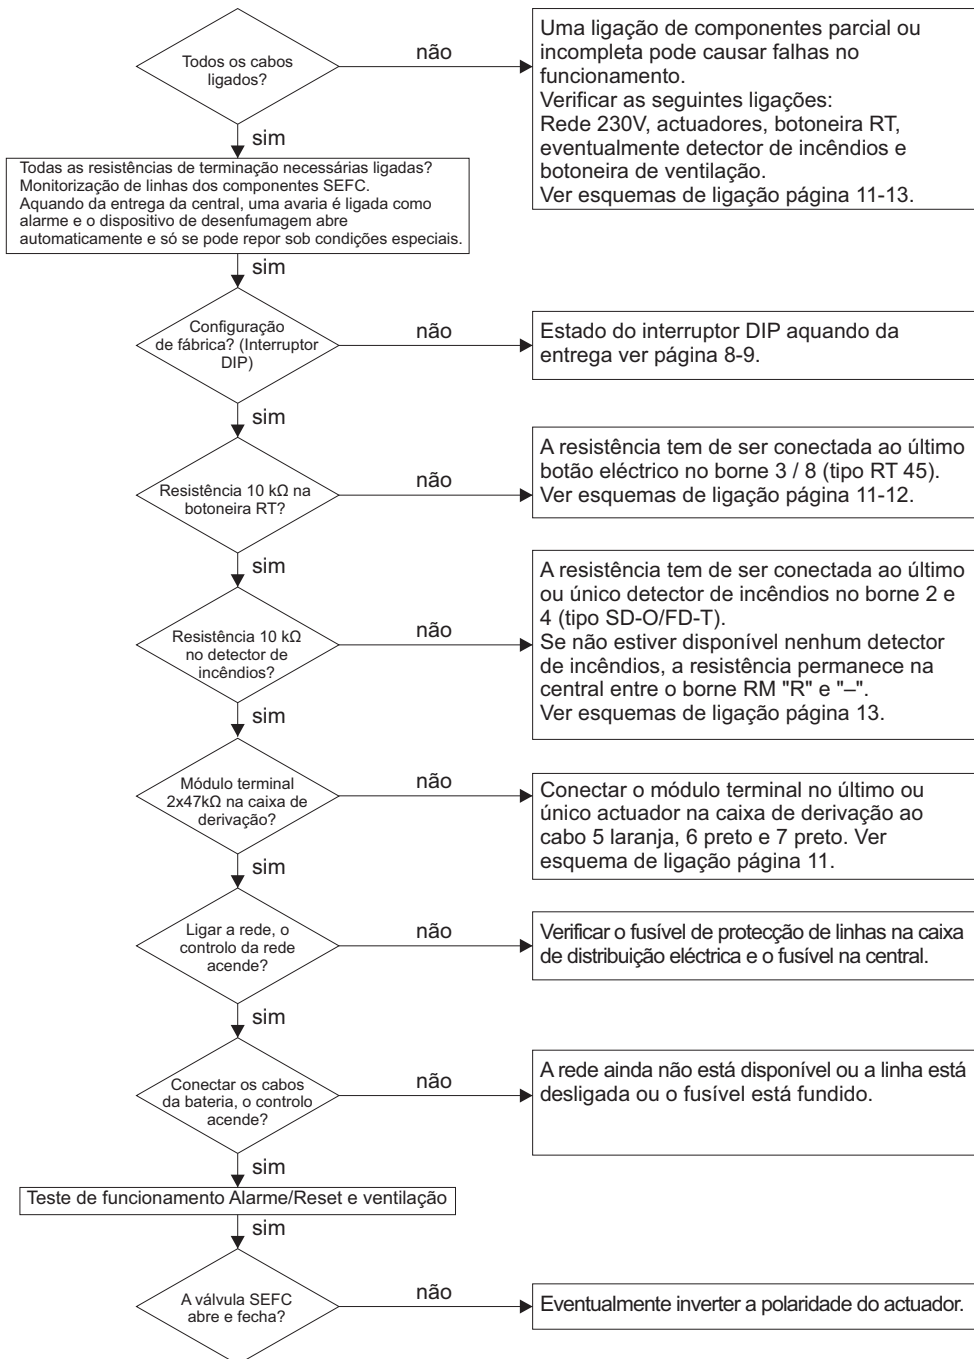 Todos os cabos
ligados?
não
Uma ligação de componentes parcial ou
incompleta pode causar falhas no
funcionamento.
Verificar as seguintes ligações:
Rede 230V, actuadores, botoneira RT,
eventualmente detector de incêndios e
botoneira de ventilação.
Ver esquemas de ligação página 11-13.
sim
Todas as resistências de terminação necessárias ligadas?
Monitorização de linhas dos componentes SEFC.
Aquando da entrega da central, uma avaria é ligada como
alarme e o dispositivo de desenfumagem abre
automaticamente e só se pode repor sob condições especiais.
sim
Configuração
de fábrica? (Interruptor
DIP)
não
Estado do interruptor DIP aquando da
entrega ver página 8-9.
sim
Resistência 10 kΩ na
botoneira RT?
não
A resistência tem de ser conectada ao último
botão eléctrico no borne 3 / 8 (tipo RT 45).
Ver esquemas de ligação página 11-12.
sim
Resistência 10 kΩ
no detector de
incêndios?
não
A resistência tem de ser conectada ao último
ou único detector de incêndios no borne 2 e
4 (tipo SD-O/FD-T).
Se não estiver disponível nenhum detector
de incêndios, a resistência permanece na
central entre o borne RM "R" e "–".
Ver esquemas de ligação página 13.
sim
Módulo terminal
2x47kΩ na caixa de
derivação?
não
Conectar o módulo terminal no último ou
único actuador na caixa de derivação ao
cabo 5 laranja, 6 preto e 7 preto. Ver
esquema de ligação página 11.
sim
Ligar a rede, o
controlo da rede
acende?
não
Verificar o fusível de protecção de linhas na caixa
de distribuição eléctrica e o fusível na central.
sim
Conectar os cabos
da bateria, o controlo
acende?
não
A rede ainda não está disponível ou a linha está
desligada ou o fusível está fundido.
sim
Teste de funcionamento Alarme/Reset e ventilação
sim
A válvula SEFC
abre e fecha?
não
Eventualmente inverter a polaridade do actuador.